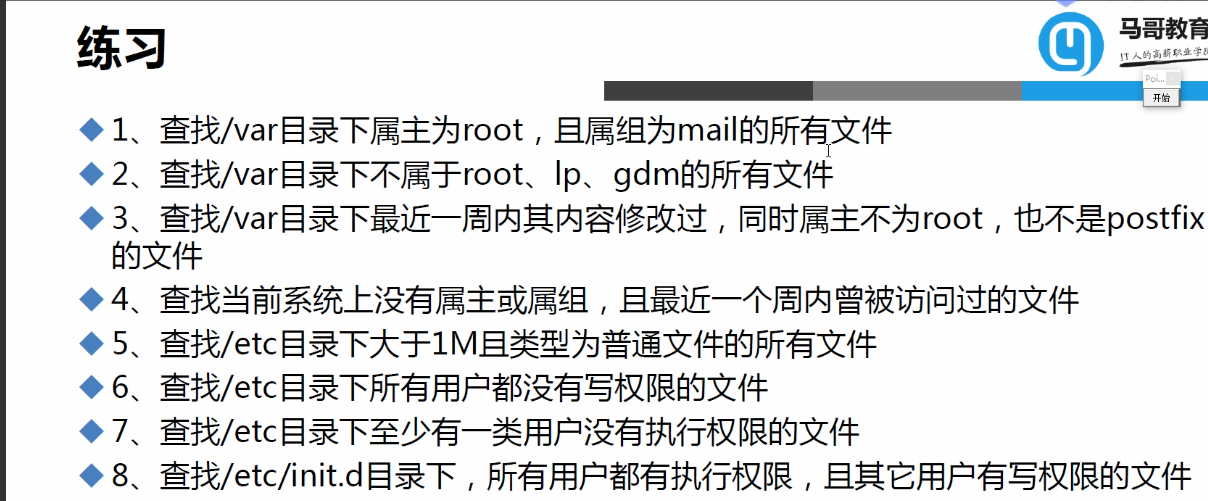 练习
马哥教育
IT人的高薪职业学院
Poi...
开始
1、查找/var目录下属主为root，且属组为mail的所有文件
2、查找/var目录下不属于root、lp、gdm的所有文件
3、查找/var目录下最近一周内其内容修改过，同时属主不为root，也不是postfix
的文件
4、查找当前系统上没有属主或属组，且最近一个周内曾被访问过的文件
5、查找/etc目录下大于1M且类型为普通文件的所有文件
6、查找/etc目录下所有用户都没有写权限的文件
7、查找/etc目录下至少有一类用户没有执行权限的文件
8、查找/etc/init.d目录下，所有用户都有执行权限，且其它用户有写权限的文件